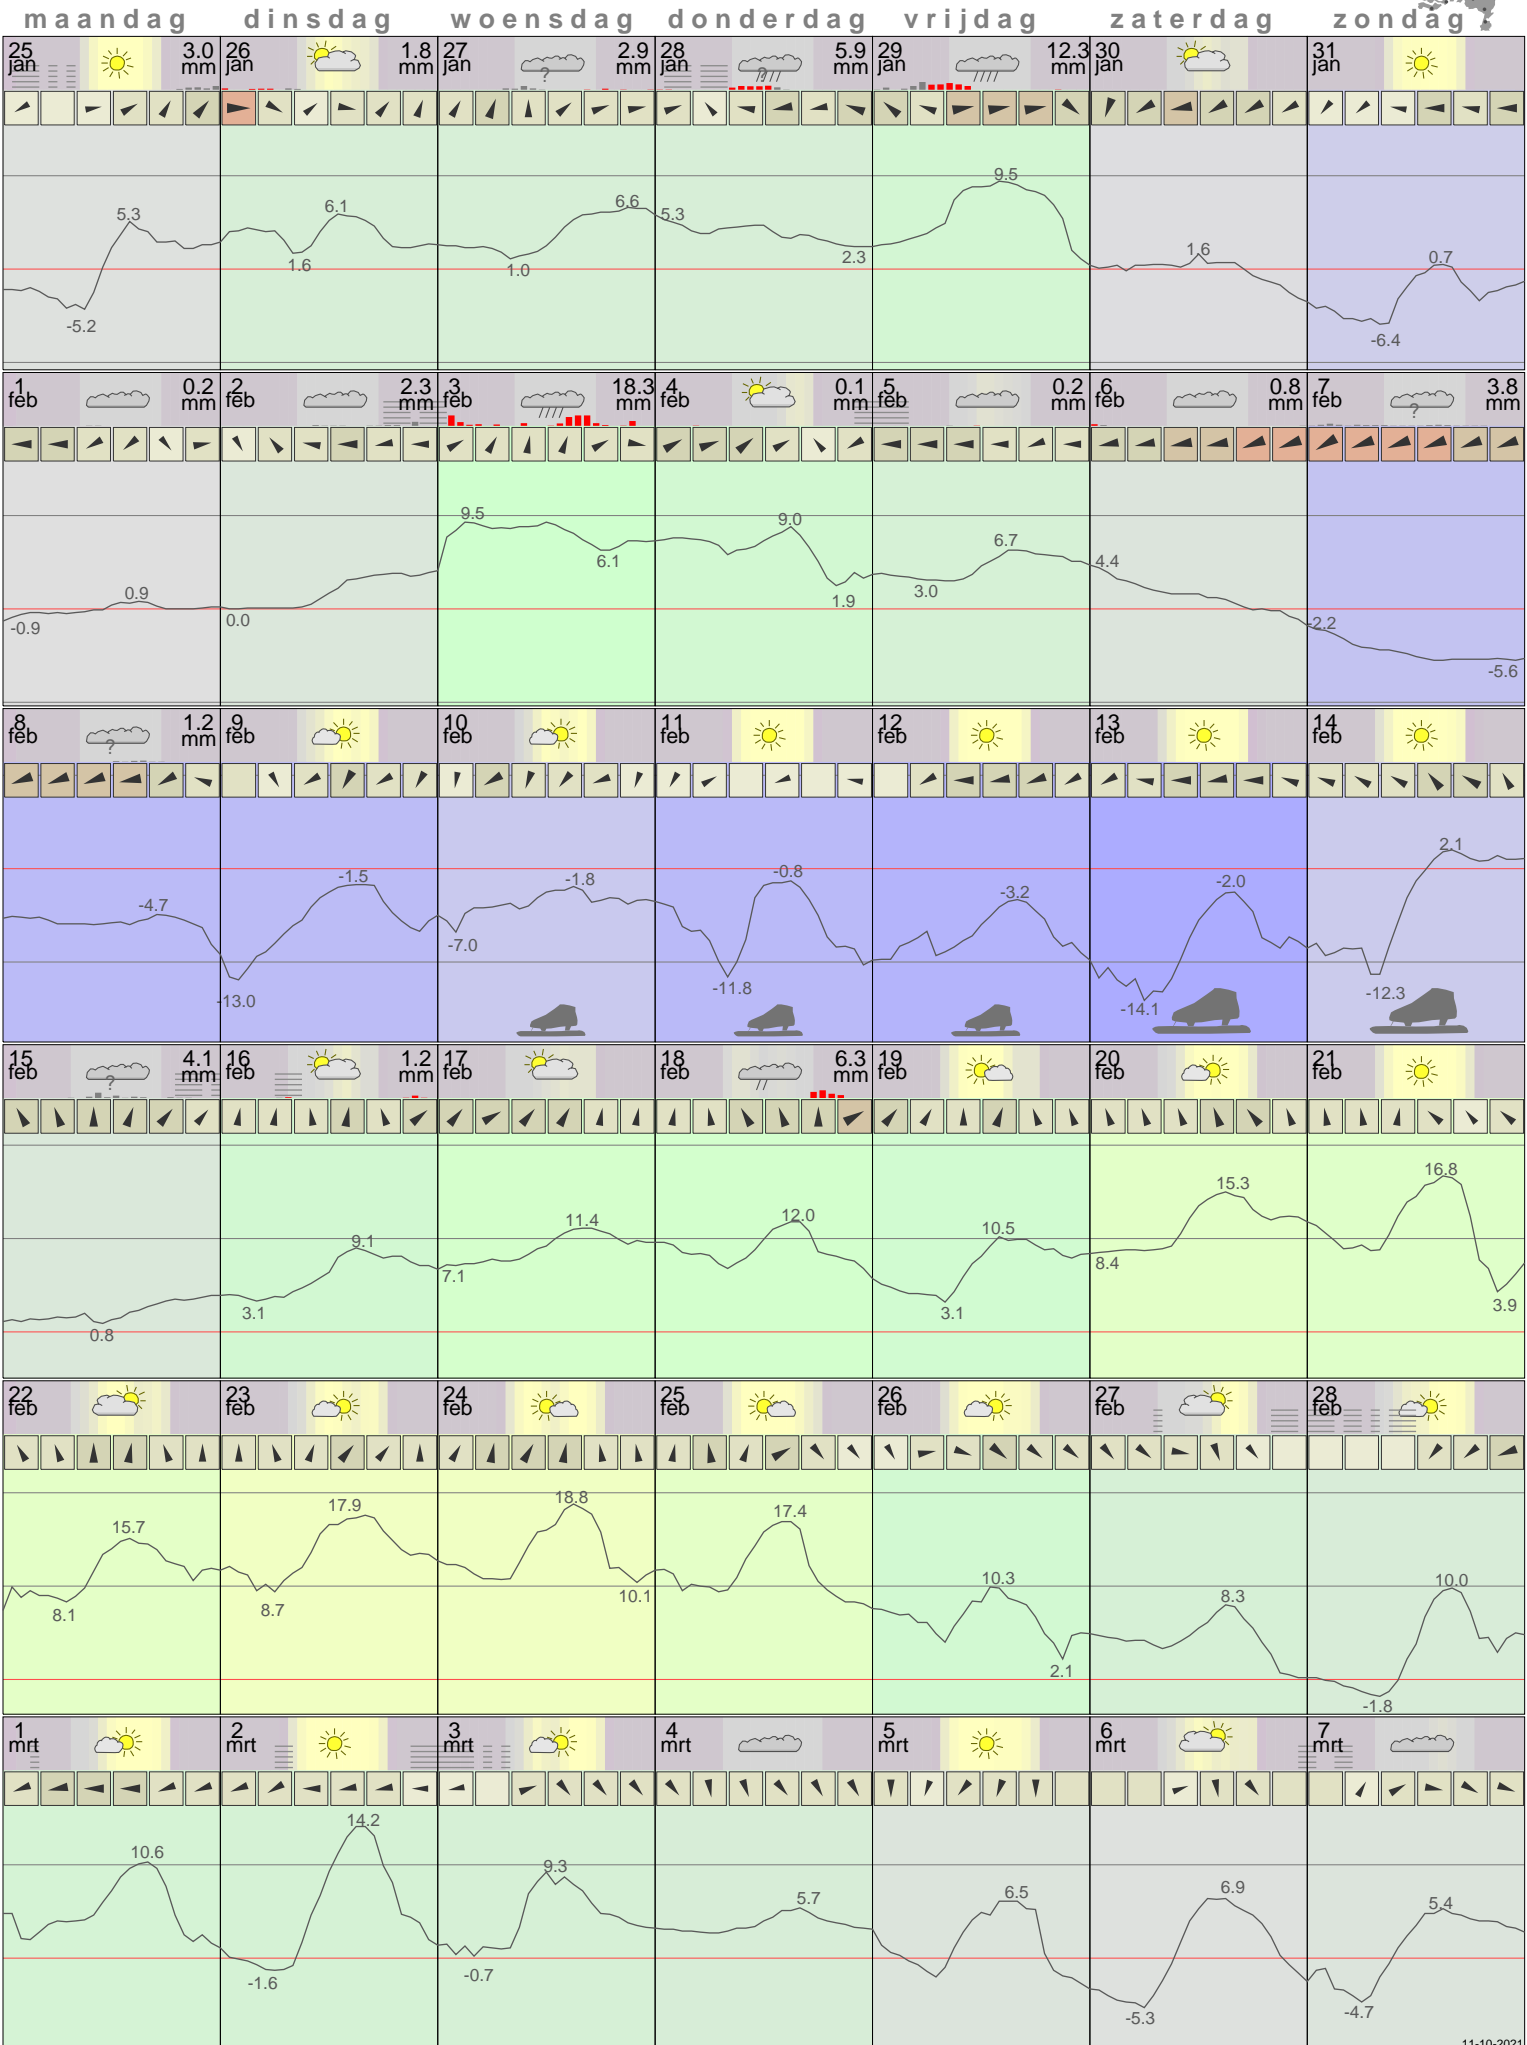 maandag dinsdag woensdag donderdag vrijdag zaterdag zondag
25 3.0 26 1.8 27 2.9 28 5.9 29 12.3 30 31
jan mm jan mm jan mm jan mm jan mm jan jan
? ?
9.5
5.3 6.1 6.6 5.3
1.6 1.0 2.3 1.6 0.7
-5.2 -6.4
1 0.2 2 2.3 3 18.3 4 0.1 5 0.2 6 0.8 7 3.8
feb mm feb mm feb mm feb mm feb mm feb mm feb mm
?
9.5 9.0
6.1 6.7 4.4
0.9 1.9 3.0
-0.9 0.0 -2.2
-5.6
8 1.2 9 10 11 12 13 14
feb mm feb feb feb feb feb feb
?
2.1
-4.7 -1.5 -1.8 -0.8 -3.2 -2.0
-7.0
-13.0 -11.8 -14.1 -12.3
15 4.1 16 1.2 17 18 6.3 19 20 21
feb mm feb mm feb feb mm feb feb feb
?
15.3 16.8
9.1 11.4 12.0 10.5
7.1 8.4
0.8 3.1 3.1 3.9
22 23 24 25 26 27 28
feb feb feb feb feb feb feb
15.7 17.9 18.8 17.4
10.3 8.3 10.0
8.1 8.7 10.1
2.1 -1.8
1 2 3 4 5 6 7
mrt mrt mrt mrt mrt mrt mrt
14.2
10.6 9.3 5.7 6.5 6.9 5.4
-1.6 -0.7
-5.3 -4.7
11-10-2021